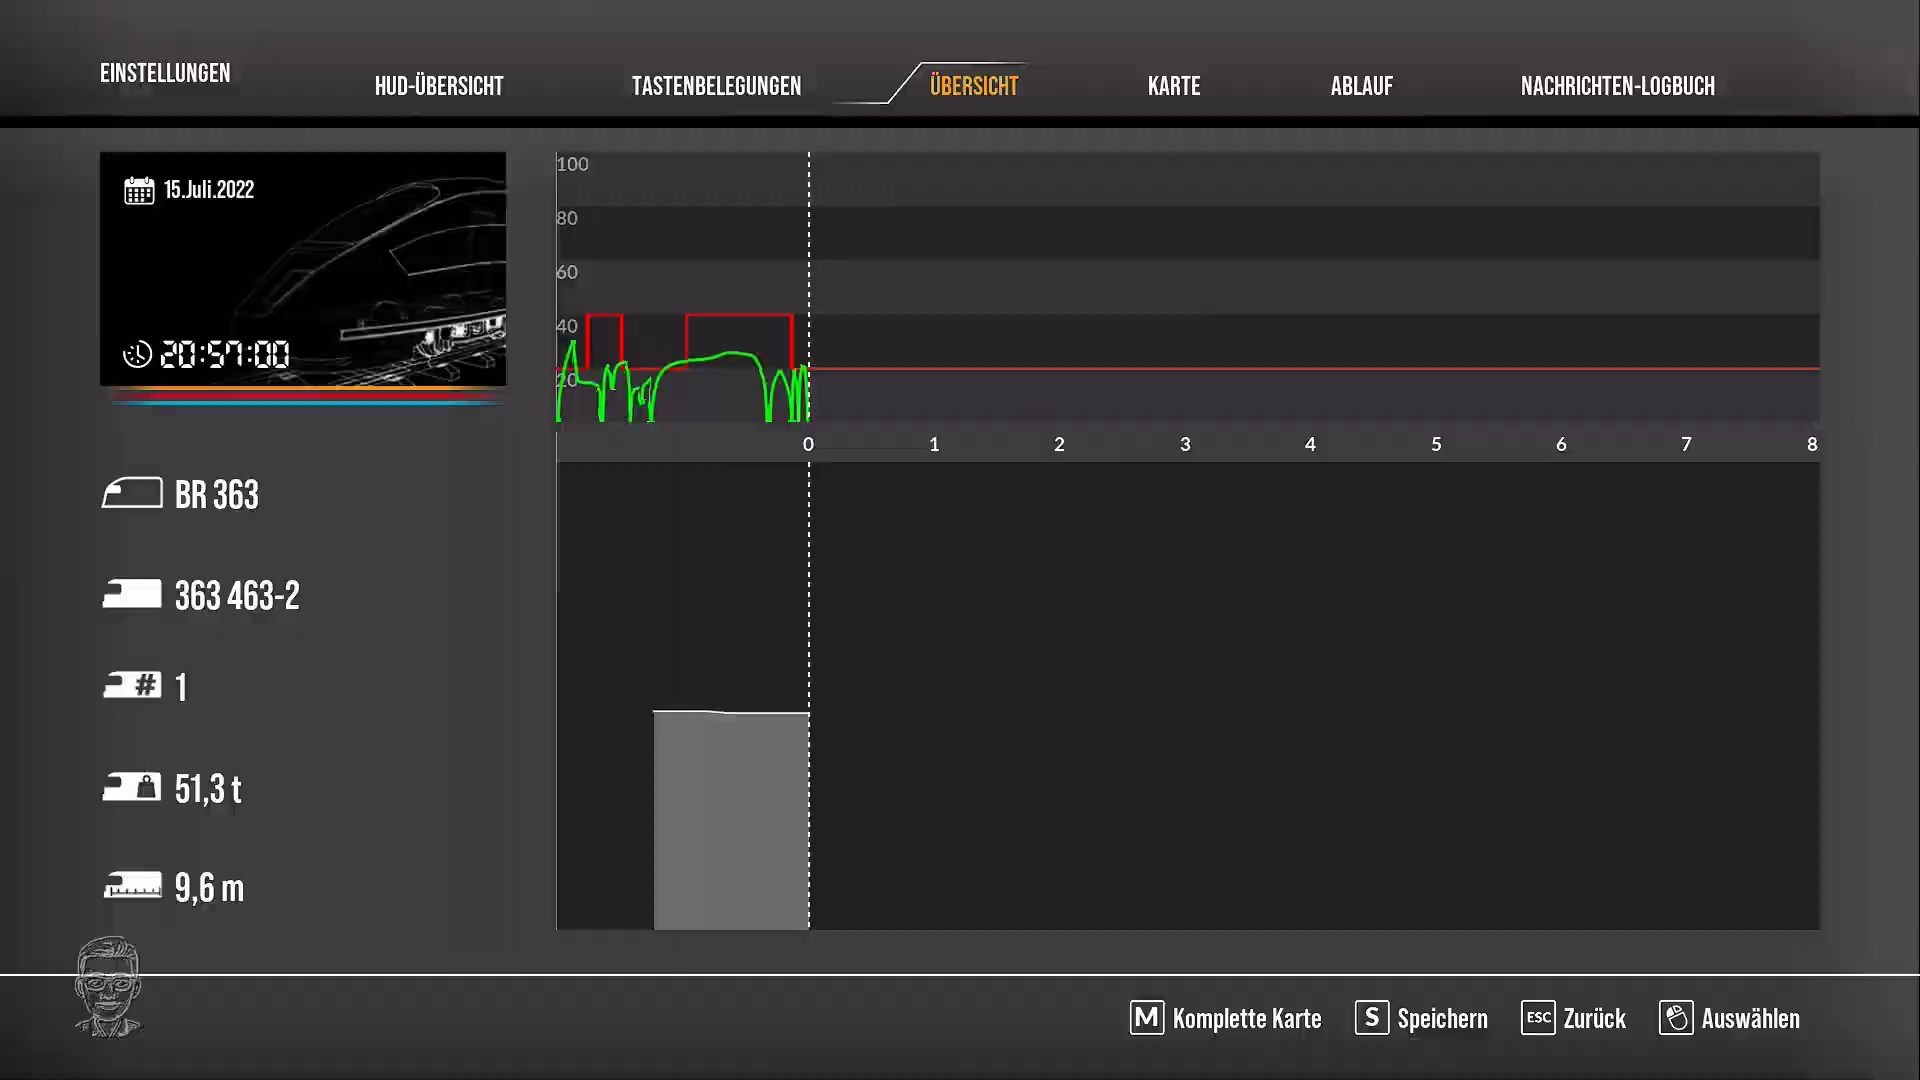 EINSTELLUNGEN
HUD-ÜBERSICHT
TASTENBELEGUNGEN
ÜBERSICHT
KARTE
ABLAUF
NACHRICHTEN-LOGBUCH
15.Juli.2022
20:57:00
BR 363
363 463-2
# 1
51,3 t
9,6 m
100
80
60
40
20
0 1 2 3 4 5 6 7 8
M Komplette Karte
S Speichern
ESC Zurück
Auswählen